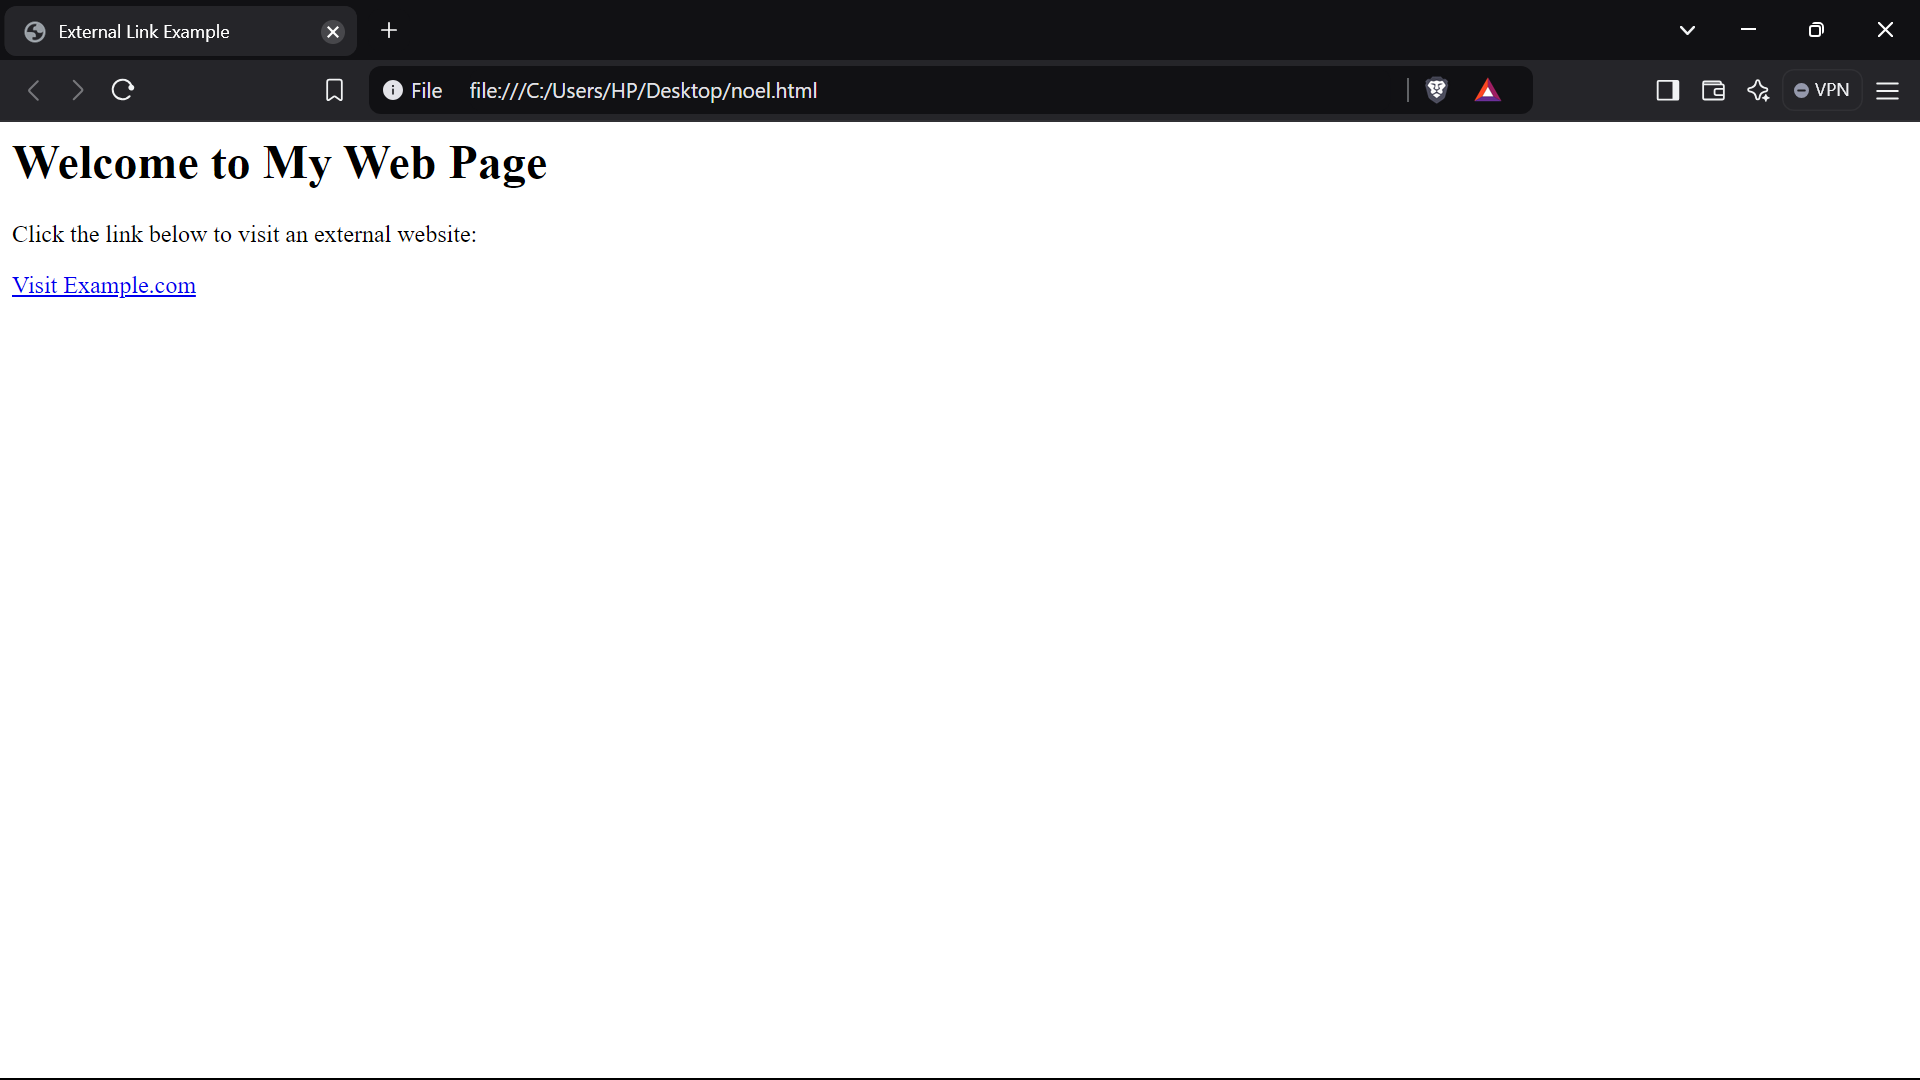 External Link Example
File file:///C:/Users/HP/Desktop/noel.html
VPN
Welcome to My Web Page
Click the link below to visit an external website:
Visit Example.com